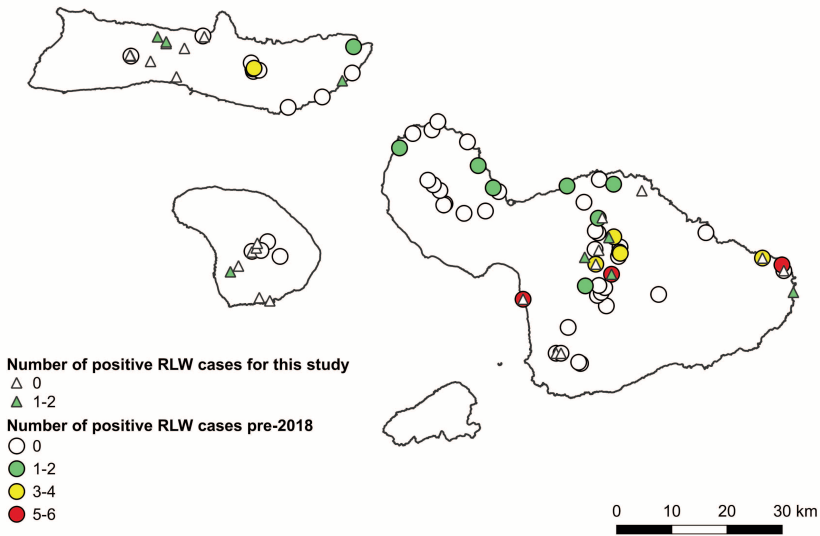 Number of positive RLW cases for this study
0
1-2
Number of positive RLW cases pre-2018
0
1-2
3-4
5-6
0 10 20 30 km